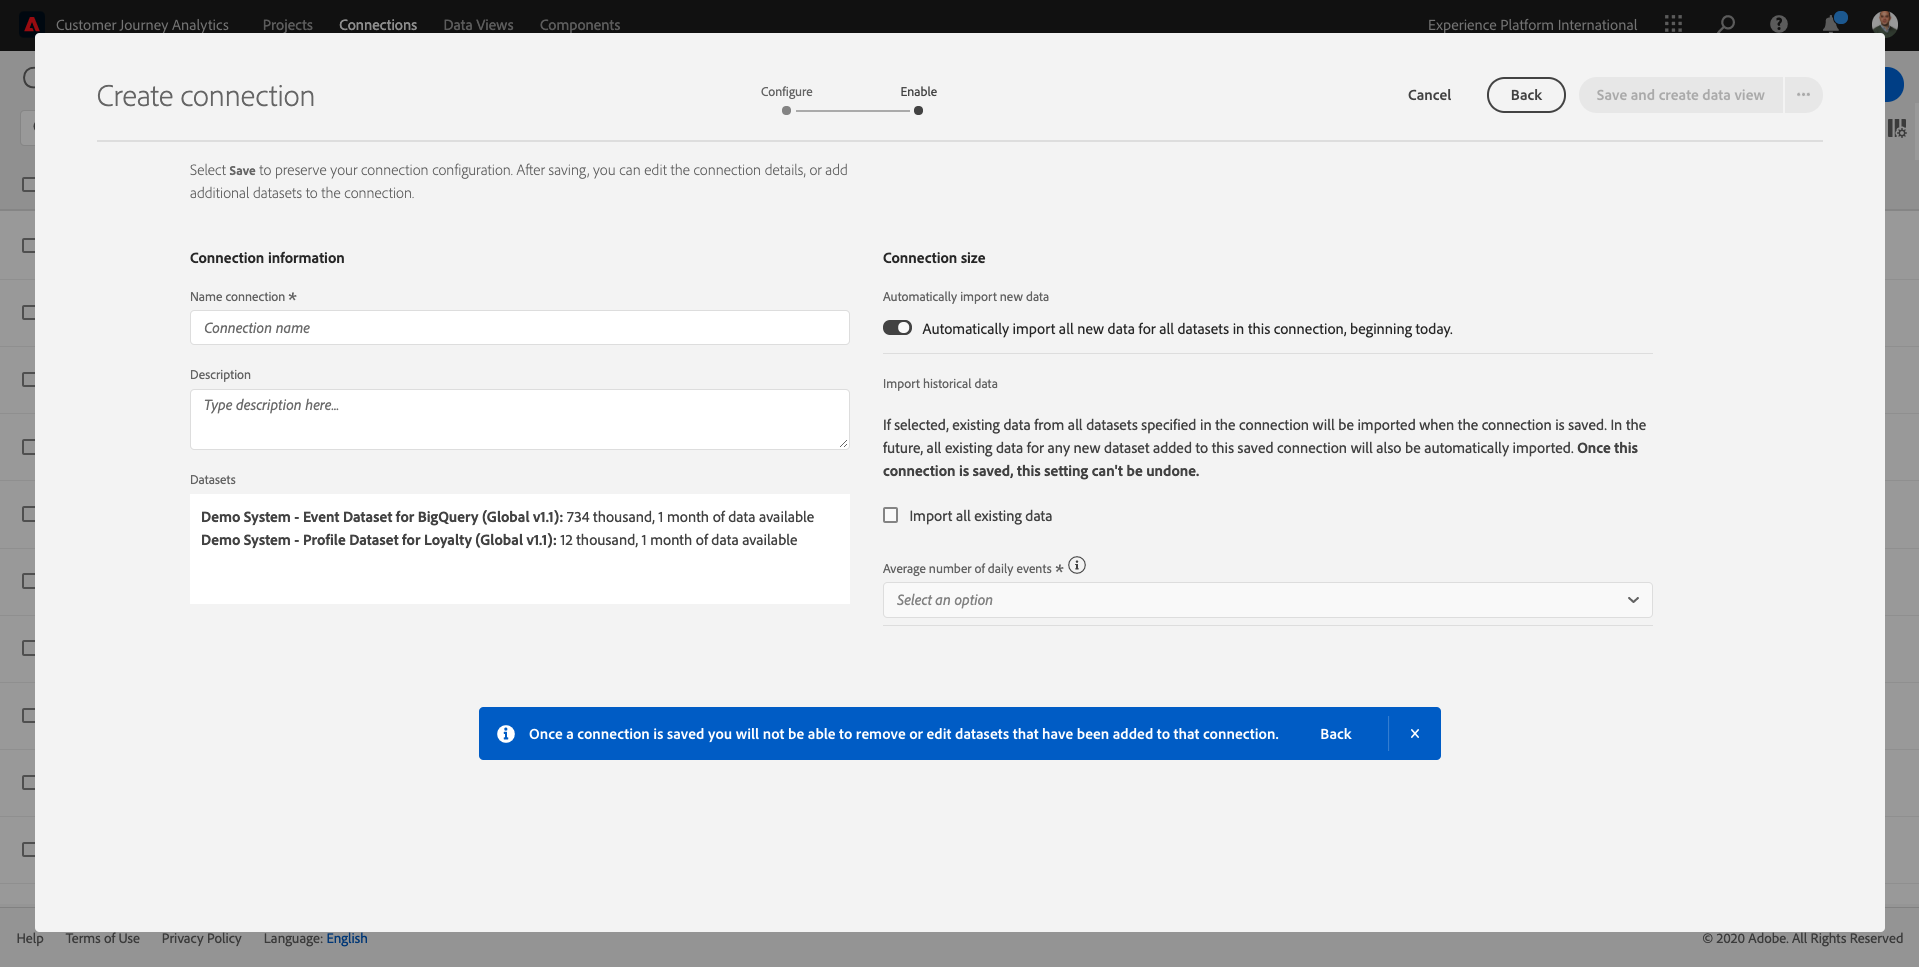 Customer Journey Analytics Projects Connections Data Views Components Experience Platform International
Create connection
Configure Enable
Cancel Back Save and create data view ...
Select Save to preserve your connection configuration. After saving, you can edit the connection details, or add
additional datasets to the connection.
Connection information
Name connection *
Connection name
Description
Type description here...
Datasets
Demo System - Event Dataset for BigQuery (Global v1.1): 734 thousand, 1 month of data available
Demo System - Profile Dataset for Loyalty (Global v1.1): 12 thousand, 1 month of data available
Connection size
Automatically import new data
Automatically import all new data for all datasets in this connection, beginning today.
Import historical data
If selected, existing data from all datasets specified in the connection will be imported when the connection is saved. In the
future, all existing data for any new dataset added to this saved connection will also be automatically imported. Once this
connection is saved, this setting can't be undone.
Import all existing data
Average number of daily events *
Select an option
Once a connection is saved you will not be able to remove or edit datasets that have been added to that connection. Back
Help Terms of Use Privacy Policy Language: English © 2020 Adobe. All Rights Reserved